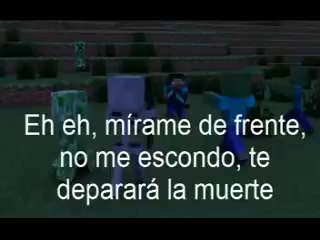 Eh eh, mírame de frente,
no me escondo, te
deparará la muerte